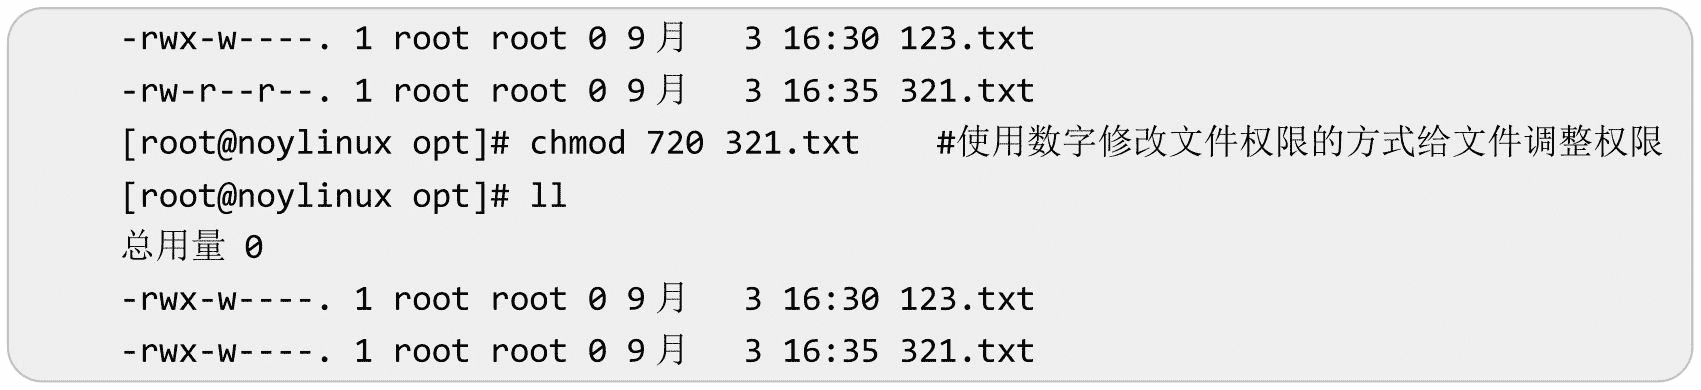 -rwx-w----. 1 root root 0 9月   3 16:30 123.txt
-rw-r--r--. 1 root root 0 9月   3 16:35 321.txt
[root@noylinux opt]# chmod 720 321.txt    #使用数字修改文件权限的方式给文件调整权限
[root@noylinux opt]# ll
总用量 0
-rwx-w----. 1 root root 0 9月   3 16:30 123.txt
-rwx-w----. 1 root root 0 9月   3 16:35 321.txt